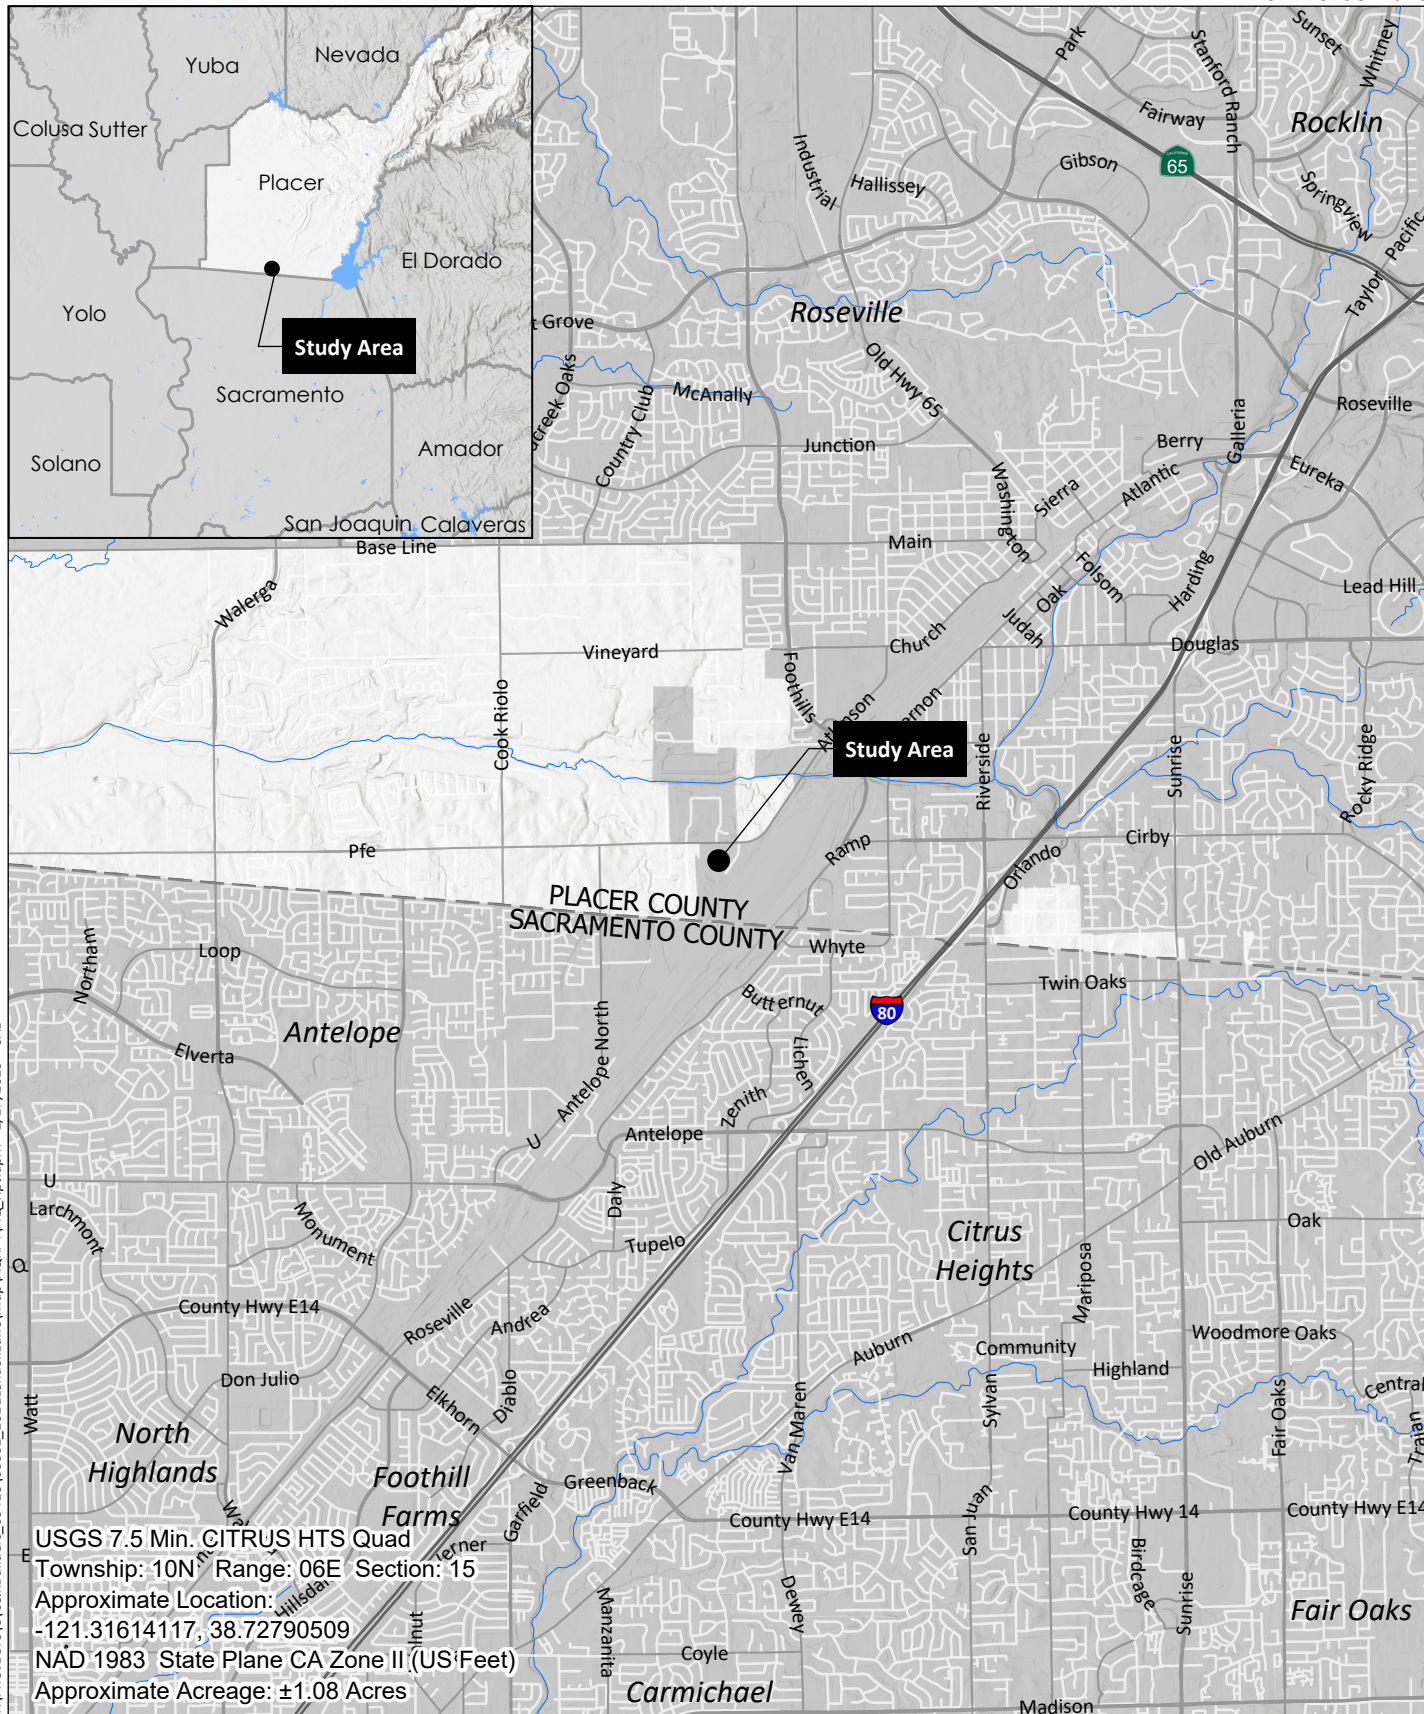 Yuba
Nevada
Colusa
Sutter
Placer
El Dorado
Yolo
Study Area
Sacramento
Amador
Solano
San Joaquin
Calaveras
Park
Sunset
Whitney
Stanford Ranch
Fairway
Rocklin
Industrial
Hallissey
Gibson
CALIFORNIA
65
Springview
Pacific
Taylor
Roseville
t Grove
Old Hwy 65
creek Oaks
Country Club
McAnally
Junction
Roseville
Galleria
Berry
Atlantic
Eureka
Washington
Sierra
Base Line
Main
Walerga
Folsom
Oak
Harding
Lead Hill
Judah
Church
Douglas
Vineyard
Foothills
Cook Riolo
Atkinson
ernon
Study Area
Riverside
Sunrise
Rocky Ridge
Pfe
Ramp
Cirby
Orlando
PLACER COUNTY
SACRAMENTO COUNTY
Whyte
Northam
Loop
Twin Oaks
Butternut
80
Antelope
Elverta
Antelope North
Lichen
Zenith
U
Antelope
Old Auburn
U
Larchmont
Monument
Daly
Tupelo
Citrus
Heights
Oak
Mariposa
Q
County Hwy E14
Roseville
Andrea
Auburn
Community
Woodmore Oaks
Highland
Don Julio
Diablo
Elkhorn
Central
Watt
Van Maren
Sylvan
Fair Oaks
Trajan
North
Highlands
Foothill
Farms
Greenback
Garfield
County Hwy E14
San Juan
County Hwy 14
County Hwy E14
USGS 7.5 Min. CITRUS HTS Quad
Township: 10N Range: 06E Section: 15
Approximate Location:
-121.31614117, 38.72790509
NAD 1983 State Plane CA Zone II (US Feet)
Approximate Acreage: ±1.08 Acres
E
erner
Hillsdal
lnut
Manzanita
Dewey
Birdcage
Sunrise
Fair Oaks
Coyle
Carmichael
Madison